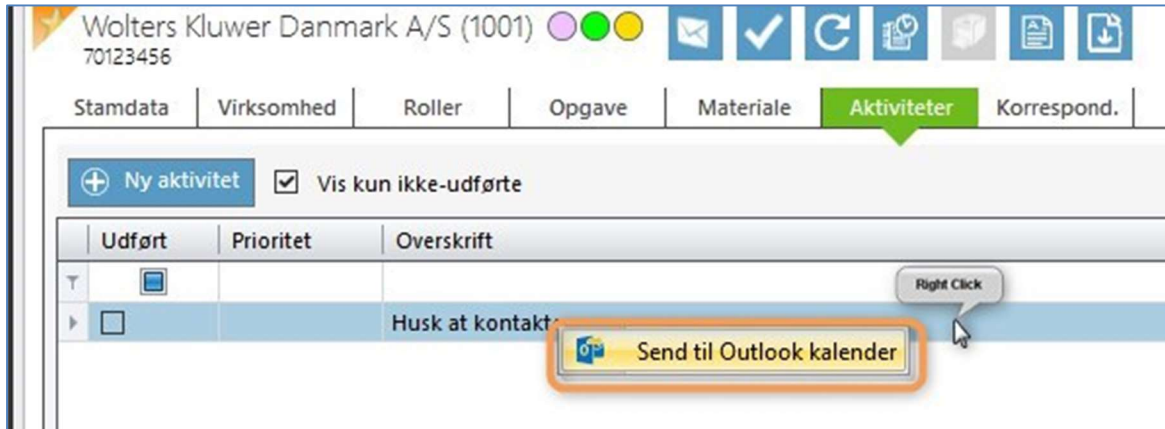 Wolters Kluwer Danmark A/S (1001)
70123456
Stamdata Virksomhed Roller Opgave Materiale Aktiviteter Korrespond.
Ny aktivitet Vis kun ikke-udførte
Udført Prioritet Overskrift
Right Click
Husk at kontakt
Send til Outlook kalender